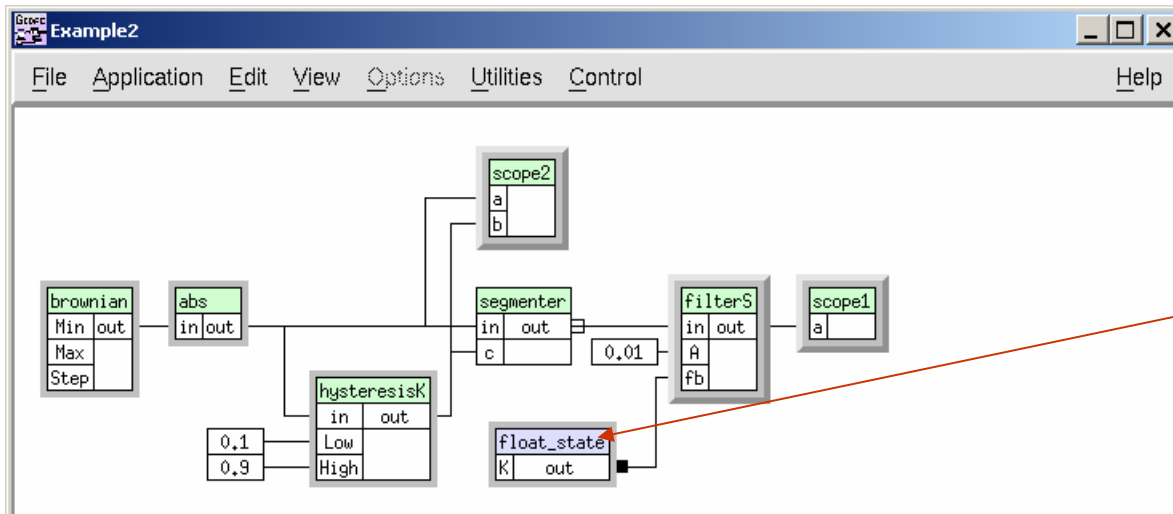 Gedae
Example2
File Application Edit View Options Utilities Control Help
scope2
a
b
brownian
Min out
Max
Step
abs
in out
segmenter
in out
c
filterS
in out
A
fb
0.01
scope1
a
hysteresisK
in out
Low
High
0.1
0.9
float_state
K out